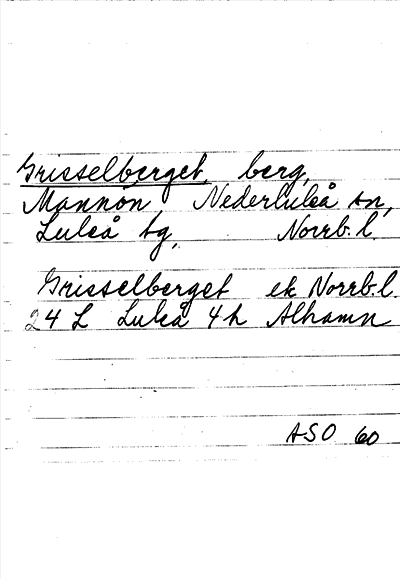 Grisselberget, berg,
Mannön Nederluleå sn,
Luleå tg, Norrb. l.
Grisselberget ek Norrb. l.
24 L Luleå 4 h Alhamn
ASO 60